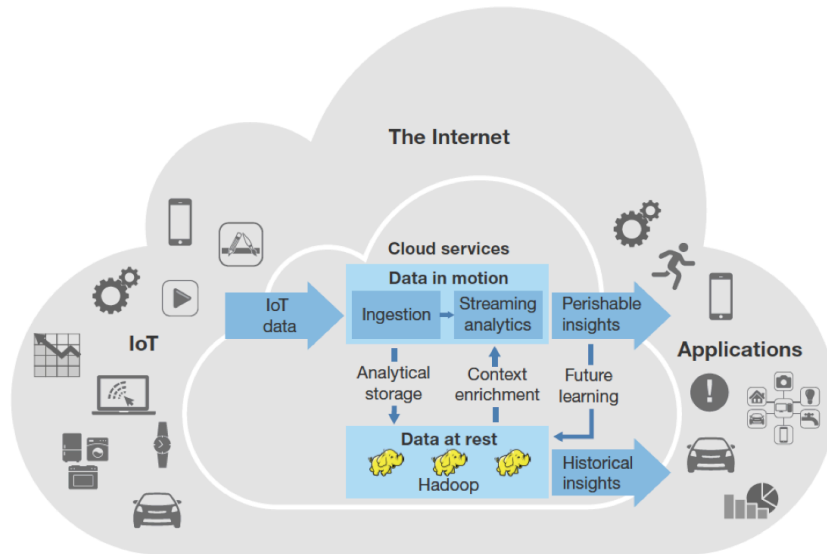 The Internet
Cloud services
Data in motion
IoT
data
Ingestion
Streaming
analytics
Perishable
insights
IoT
Applications
Analytical
storage
Context
enrichment
Future
learning
Data at rest
Hadoop
Historical
insights